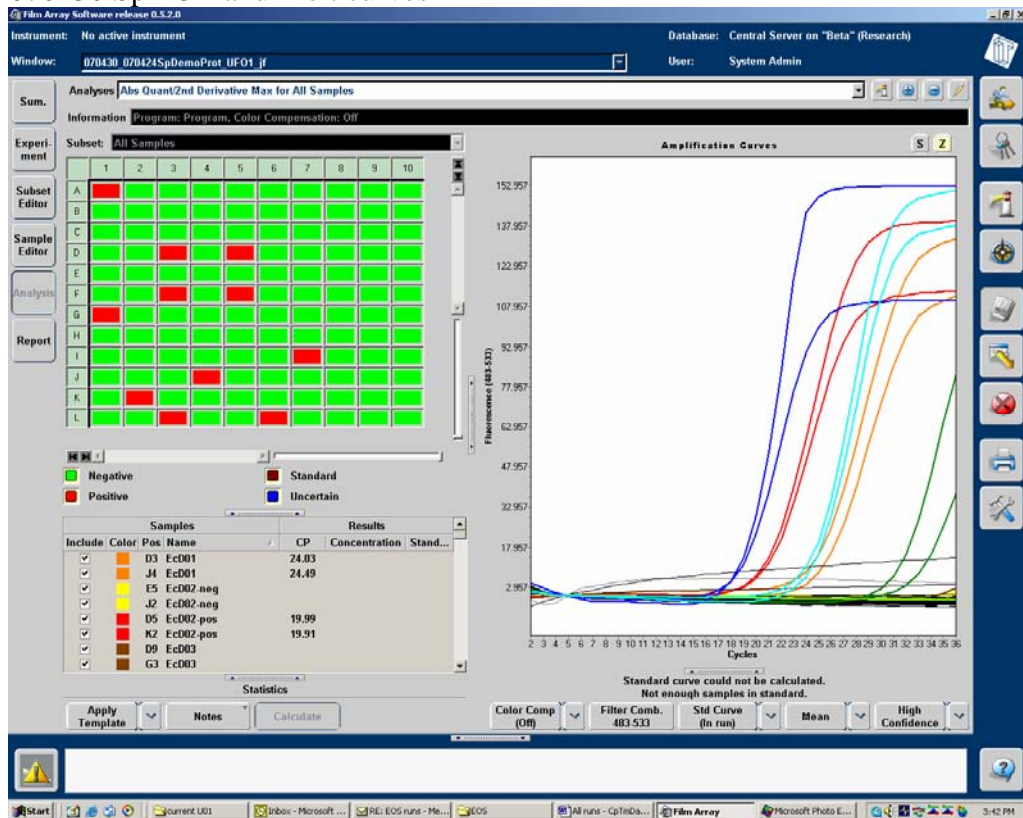 Film Array Software release 0.5.2.0
Instrument: No active instrument Database: Central Server on "Beta" (Research)
Window: 070430_070424SpDemoProt_UFO1_jf User: System Admin
Sum.
Experi-
ment
Subset
Editor
Sample
Editor
Analysis
Report
Analyses Abs Quant/2nd Derivative Max for All Samples
Information Program: Program, Color Compensation: Off
Subset: All Samples
1 2 3 4 5 6 7 8 9 10
A
B
C
D
E
F
G
H
I
J
K
L
Negative Standard
Positive Uncertain
Samples Results
Include Color Pos Name CP Concentration Stand...
D3 EcD01 24.03
J4 EcD01 24.49
E5 EcD02-neg
J2 EcD02-neg
D5 EcD02-pos 19.99
K2 EcD02-pos 19.91
D9 EcD03
G3 EcD03
Statistics
Apply
Template
Notes
Calculate
Amplification Curves
S Z
152.957
137.957
122.957
107.957
92.957
77.957
62.957
47.957
32.957
17.957
2.957
Fluorescence (483-533)
2 3 4 5 6 7 8 9 10 11 12 13 14 15 16 17 18 19 20 21 22 23 24 25 26 27 28 29 30 31 32 33 34 35 36
Cycles
Standard curve could not be calculated.
Not enough samples in standard.
Color Comp
(Off)
Filter Comb.
483-533
Std Curve
(In run)
Mean
High
Confidence
Start current U01 Inbox - Microsoft ... RE: EOS runs - Me... EOS All runs - CpTmDa... Film Array Microsoft Photo E... 3:42 PM